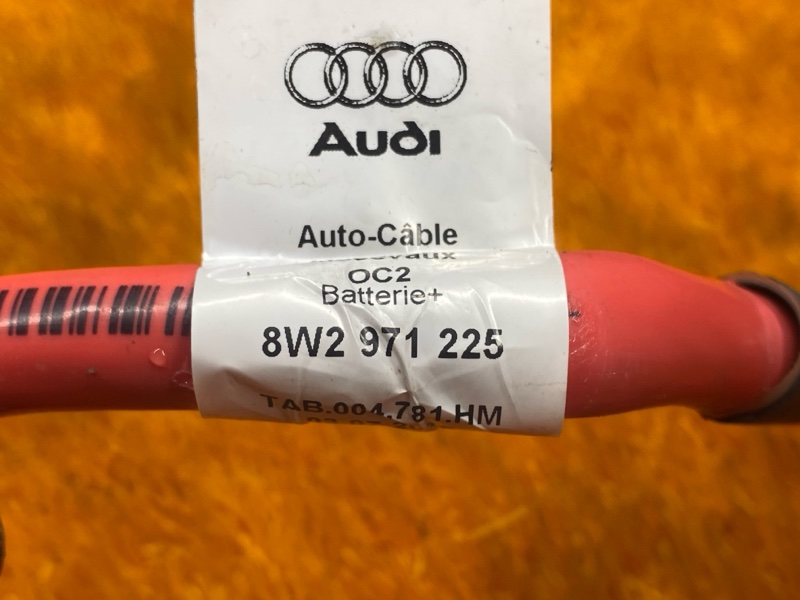 Audi
Auto-Câble
OC2
Batterie+
8W2 971 225
TAB.004.781.HM